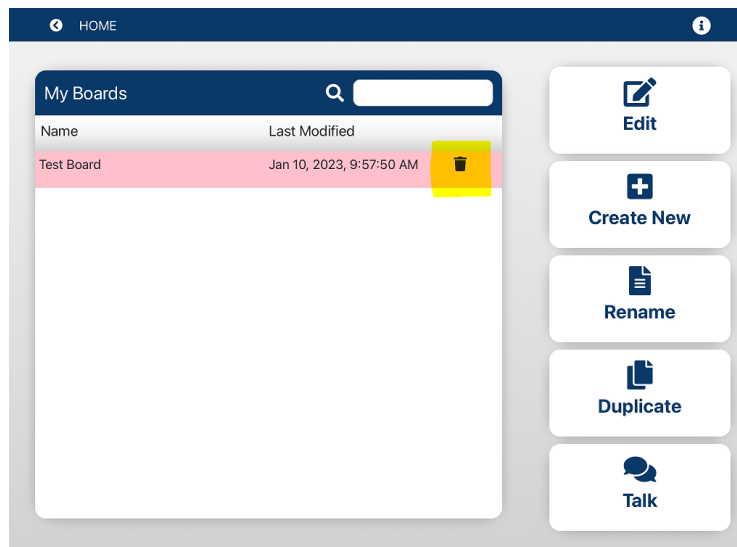 HOME
My Boards
Name Last Modified
Test Board Jan 10, 2023, 9:57:50 AM
Edit
Create New
Rename
Duplicate
Talk